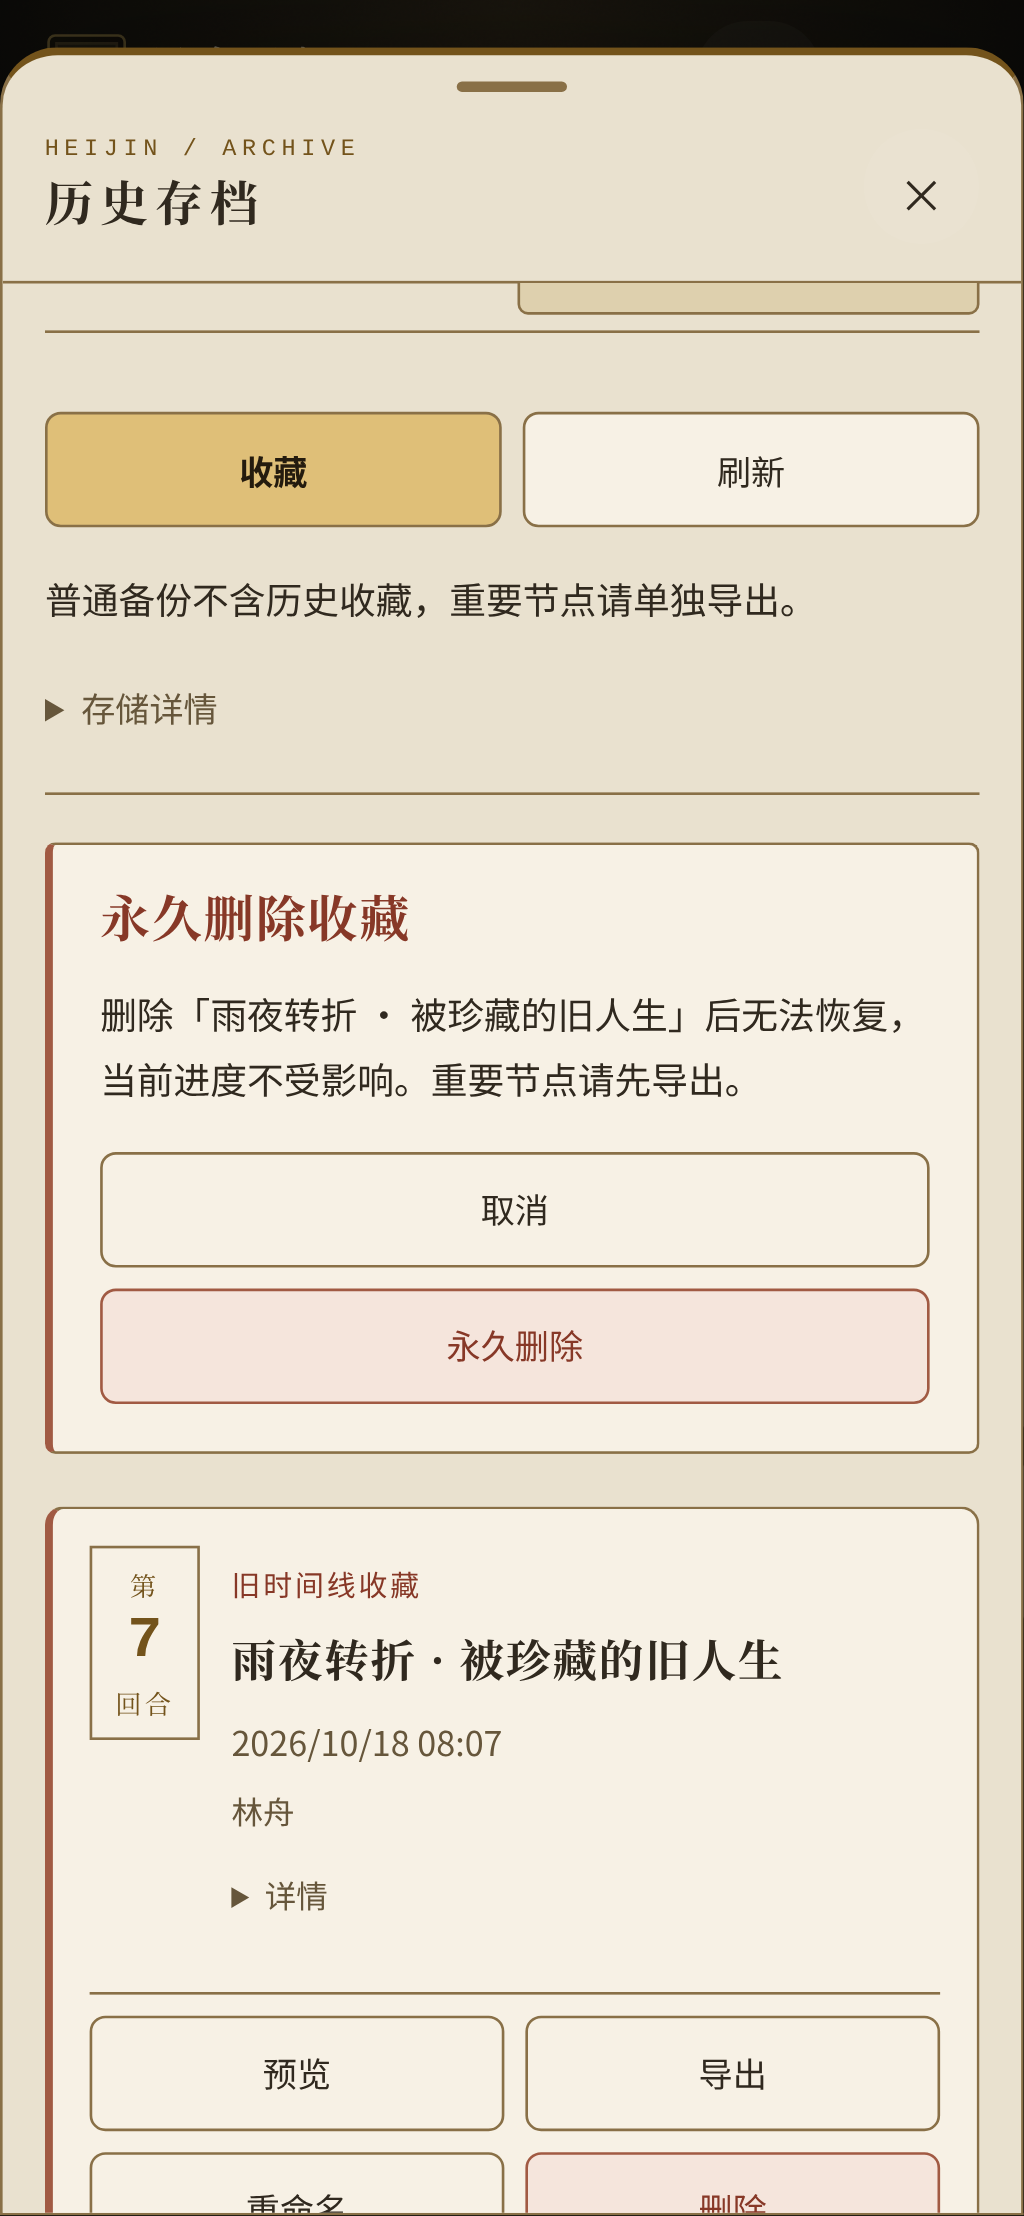 HEIJIN / ARCHIVE
历史存档
收藏
刷新
普通备份不含历史收藏，重要节点请单独导出。
存储详情
永久删除收藏
删除「雨夜转折 · 被珍藏的旧人生」后无法恢复，
当前进度不受影响。重要节点请先导出。
取消
永久删除
第
7
回合
旧时间线收藏
雨夜转折 · 被珍藏的旧人生
2026/10/18 08:07
林舟
详情
预览
导出
重命名
删除